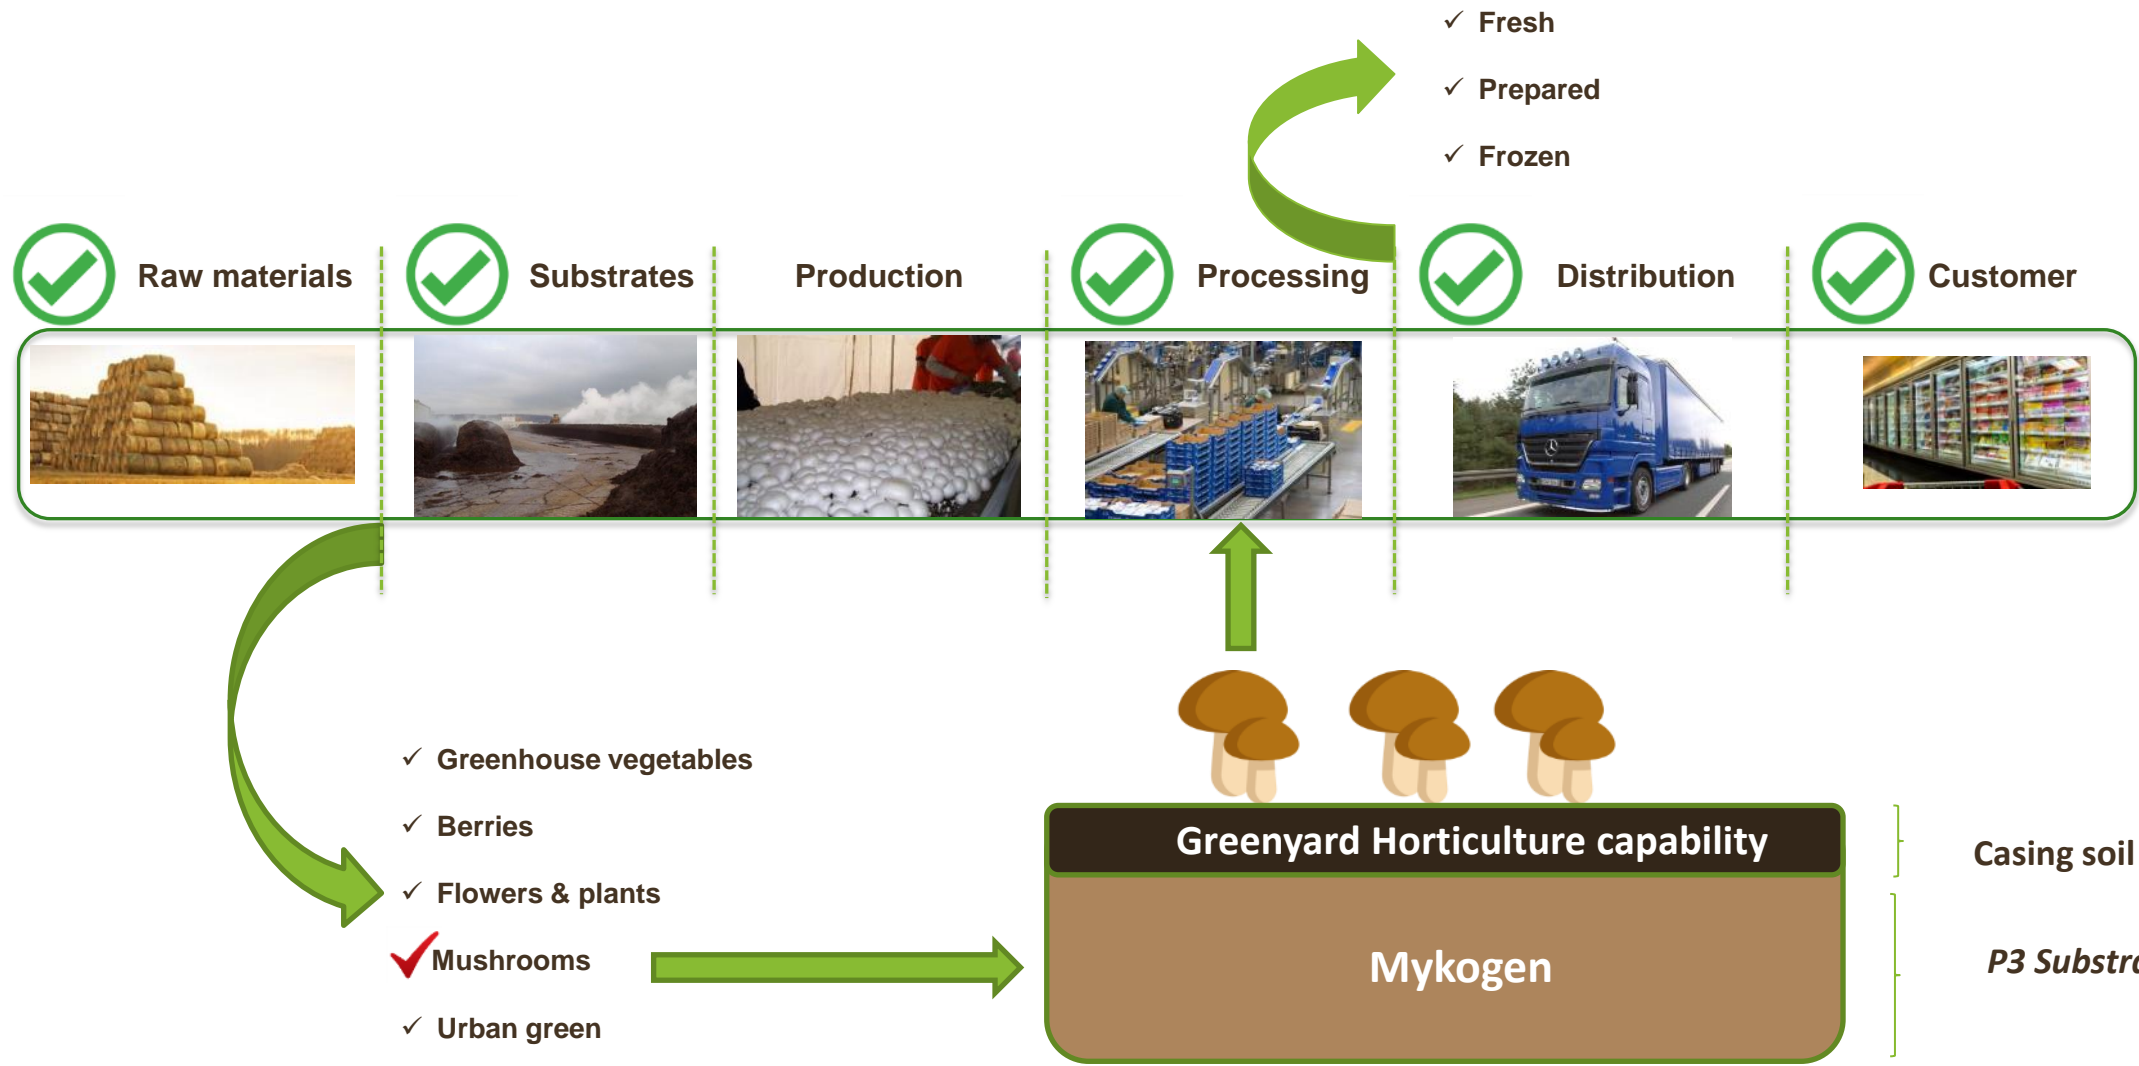 Fresh
Prepared
Frozen
Raw materials
Substrates
Production
Processing
Distribution
Customer
Greenhouse vegetables
Berries
Flowers & plants
Mushrooms
Urban green
Greenyard Horticulture capability
Mykogen
Casing soil
P3